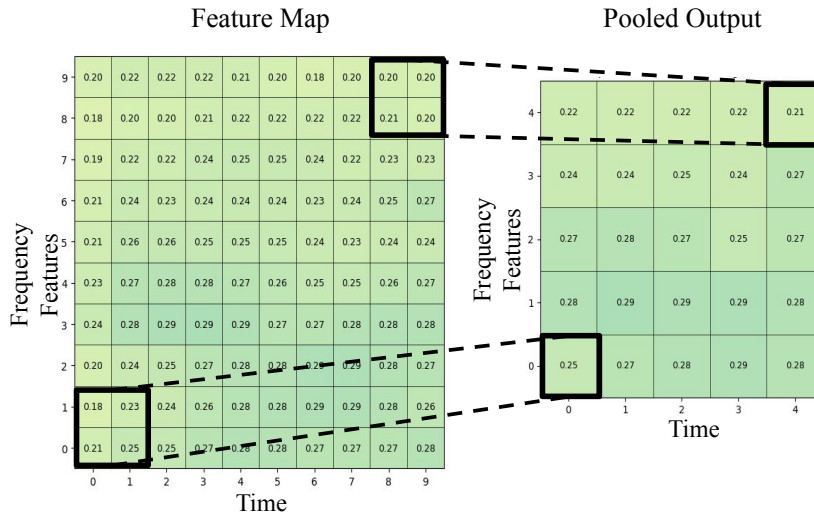 Feature Map
Pooled Output
9 0.20 0.22 0.22 0.22 0.21 0.20 0.18 0.20 0.20 0.20
8 0.18 0.20 0.20 0.21 0.22 0.22 0.22 0.22 0.21 0.20
7 0.19 0.22 0.22 0.24 0.25 0.25 0.24 0.22 0.23 0.23
6 0.21 0.24 0.23 0.24 0.24 0.24 0.23 0.24 0.25 0.27
5 0.21 0.26 0.26 0.25 0.25 0.25 0.24 0.23 0.24 0.24
4 0.23 0.27 0.28 0.28 0.27 0.26 0.25 0.25 0.26 0.27
3 0.24 0.28 0.29 0.29 0.29 0.27 0.27 0.28 0.28 0.28
2 0.20 0.24 0.25 0.27 0.28 0.28 0.29 0.29 0.28 0.27
1 0.18 0.23 0.24 0.26 0.28 0.28 0.29 0.29 0.28 0.26
0 0.21 0.25 0.25 0.27 0.28 0.28 0.27 0.27 0.27 0.28
0 1 2 3 4 5 6 7 8 9
Time
Frequency
Features
4 0.22 0.22 0.22 0.22 0.21
3 0.24 0.24 0.25 0.24 0.27
2 0.27 0.28 0.27 0.25 0.27
1 0.28 0.29 0.29 0.29 0.28
0 0.25 0.27 0.28 0.29 0.28
0 1 2 3 4
Time
Frequency
Features